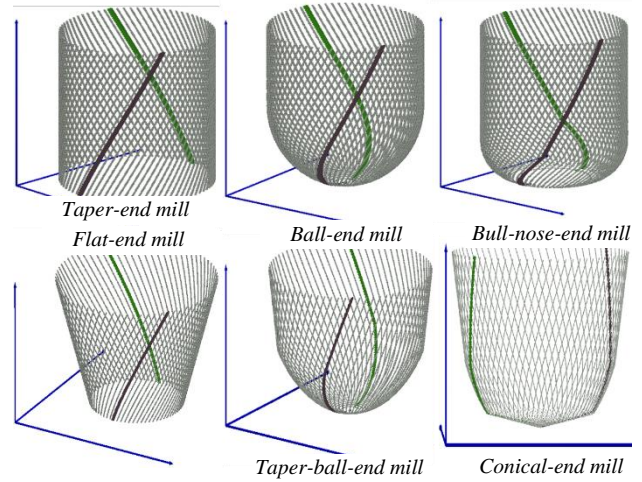 Taper-end mill
Flat-end mill
Ball-end mill
Bull-nose-end mill
Taper-ball-end mill
Conical-end mill